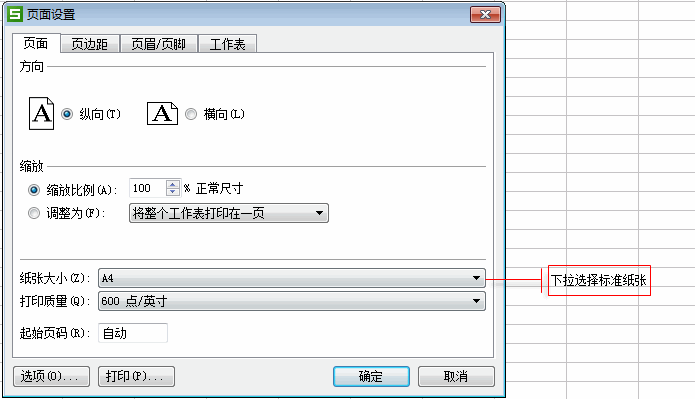 页面设置
页面 页边距 页眉/页脚 工作表
方向
A 纵向(T) A 横向(L)
缩放
缩放比例(A): 100 % 正常尺寸
调整为(F): 将整个工作表打印在一页
纸张大小(Z): A4
下拉选择标准纸张
打印质量(Q): 600 点/英寸
起始页码(R): 自动
选项(O)... 打印(P)... 确定 取消